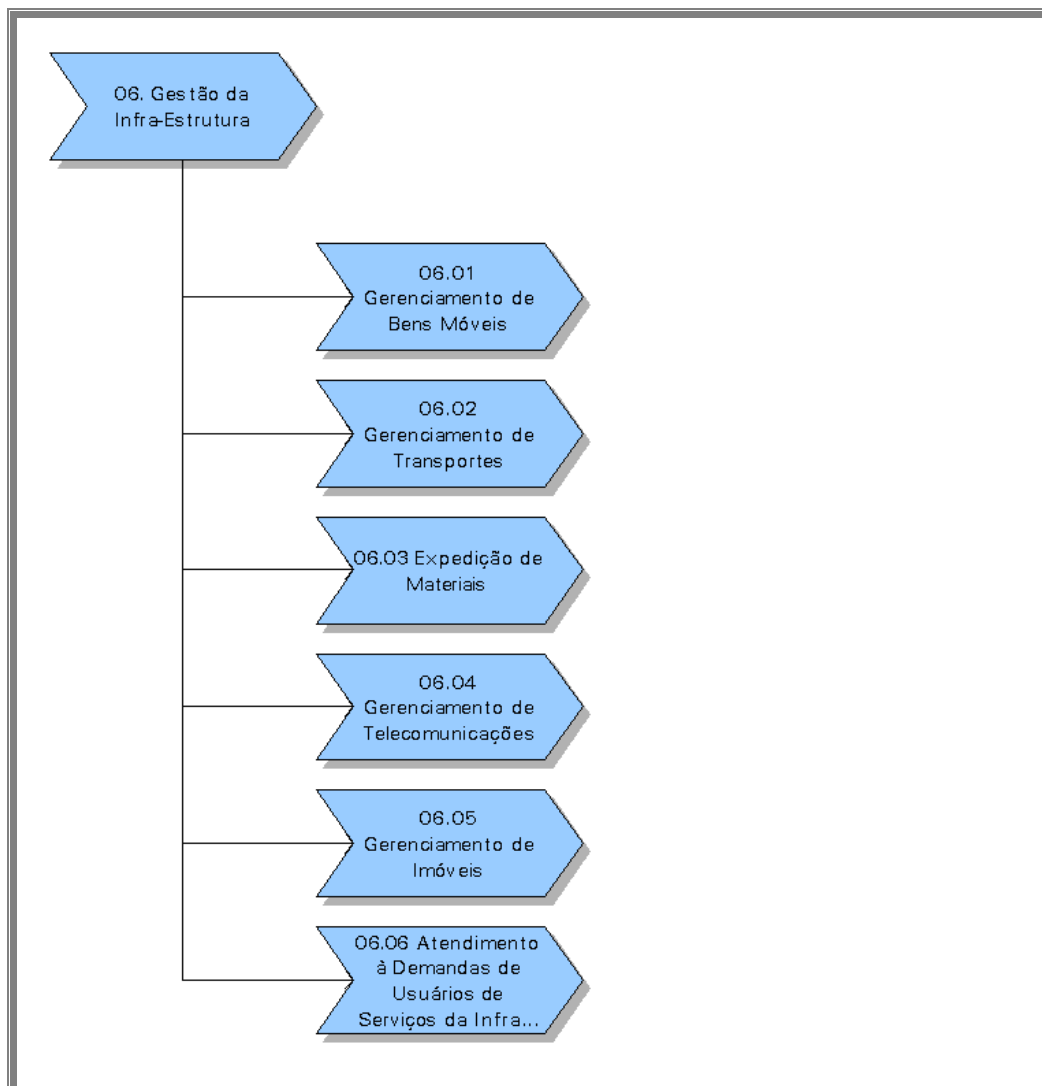 06. Gestão da
Infra-Estrutura
06.01
Gerenciamento de
Bens Móveis
06.02
Gerenciamento de
Transportes
06.03 Expedição de
Materiais
06.04
Gerenciamento de
Telecomunicações
06.05
Gerenciamento de
Imóveis
06.06 Atendimento
à Demandas de
Usuários de
Serviços da Infra...